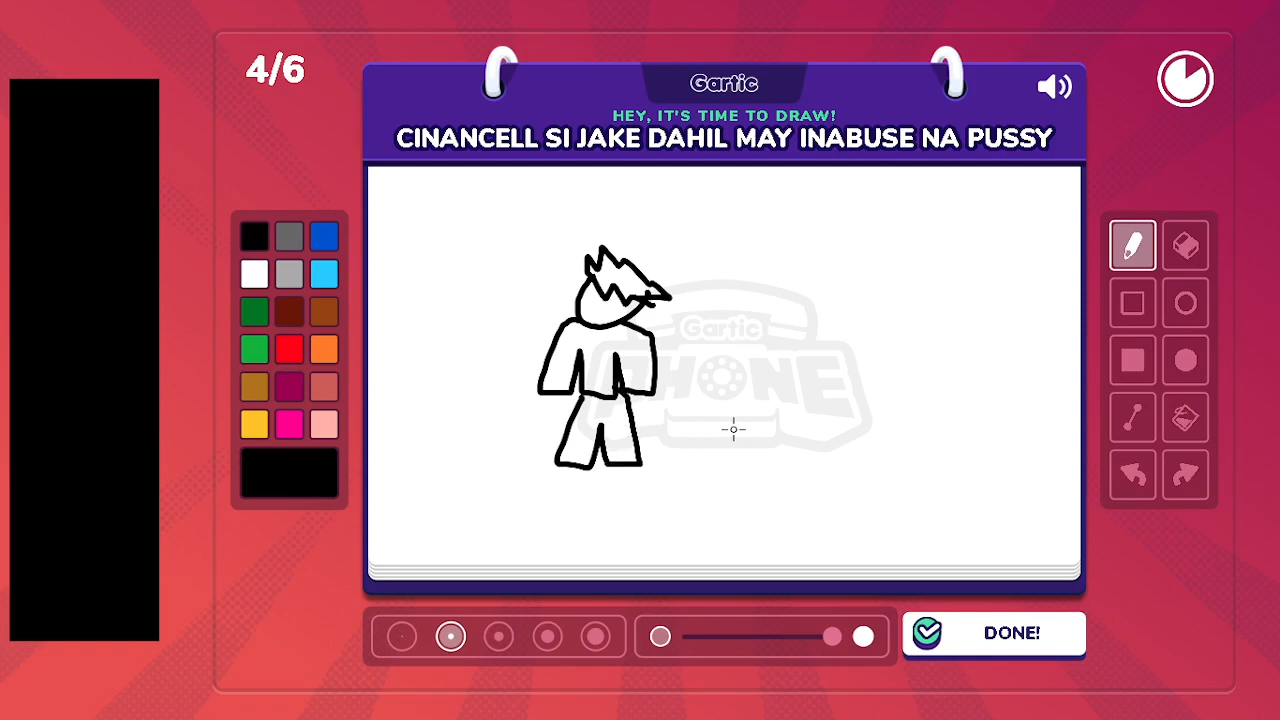 4/6
Gartic
HEY, IT'S TIME TO DRAW!
CINANCELL SI JAKE DAHIL MAY INABUSE NA PUSSY
Gartic
PHONE
DONE!